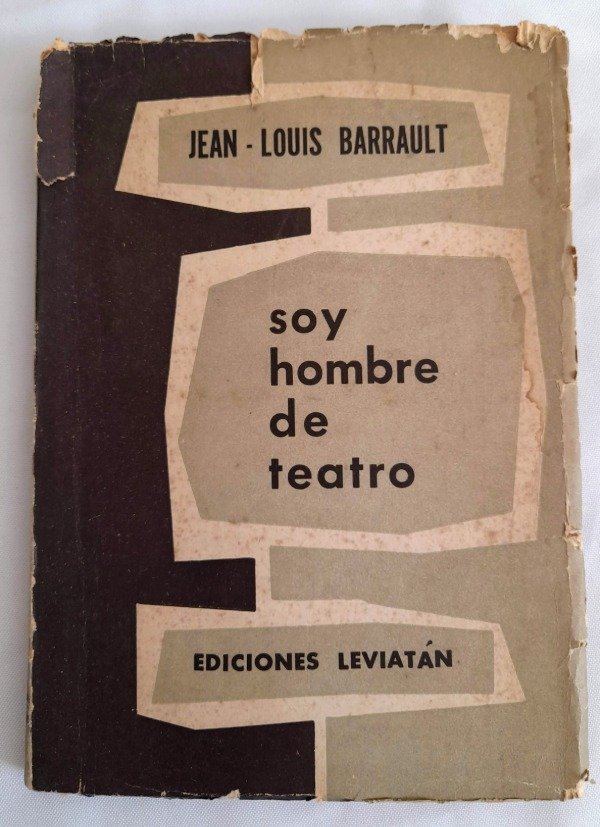 JEAN - LOUIS BARRAULT
soy
hombre
de
teatro
EDICIONES LEVIATÁN